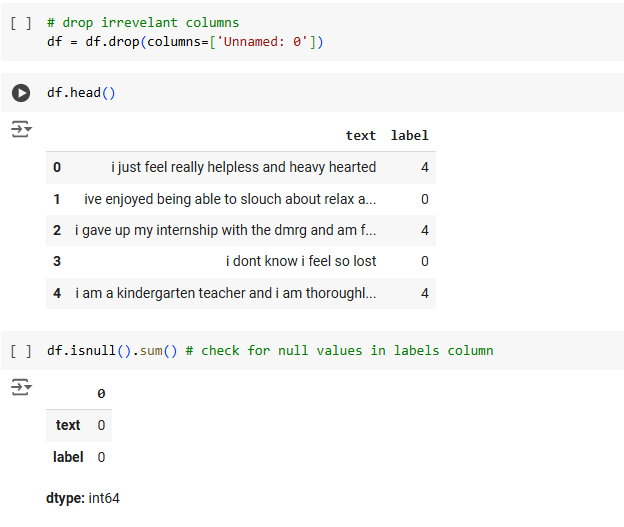 [ ] # drop irrevelant columns
df = df.drop(columns=['Unnamed: 0'])
df.head()
text label
0 i just feel really helpless and heavy hearted 4
1 ive enjoyed being able to slouch about relax a... 0
2 i gave up my internship with the dmrg and am f... 4
3 i dont know i feel so lost 0
4 i am a kindergarten teacher and i am thoroughl... 4
[ ] df.isnull().sum() # check for null values in labels column
0
text 0
label 0
dtype: int64